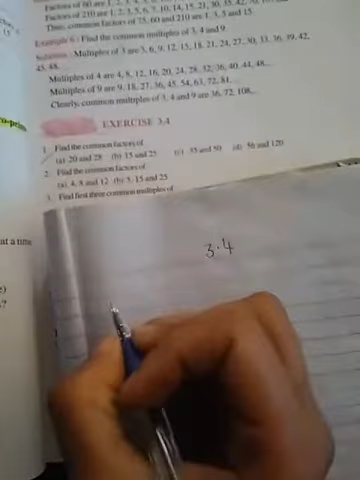 Factors of 60 are 1, 2, 3, 4, 5, 6,
Factors of 210 are 1, 2, 3, 5, 6, 7, 10, 14, 15, 21, 30, 35, 42, 70,
Thus, common factors of 75, 60 and 210 are 1, 3, 5 and 15
Example 6 : Find the common multiples of 3, 4 and 9
Solution : Multiples of 3 are 3, 6, 9, 12, 15, 18, 21, 24, 27, 30, 33, 36, 39, 42,
45, 48,...
Multiples of 4 are 4, 8, 12, 16, 20, 24, 28, 32, 36, 40, 44, 48,...
Multiples of 9 are 9, 18, 27, 36, 45, 54, 63, 72, 81,...
Clearly, common multiples of 3, 4 and 9 are 36, 72, 108,...
EXERCISE 3.4
1. Find the common factors of
(a) 20 and 28 (b) 15 and 25 (c) 35 and 50 (d) 56 and 120
2. Find the common factors of
(a) 4, 8 and 12 (b) 5, 15 and 25
3. Find first three common multiples of
at a time
3.4